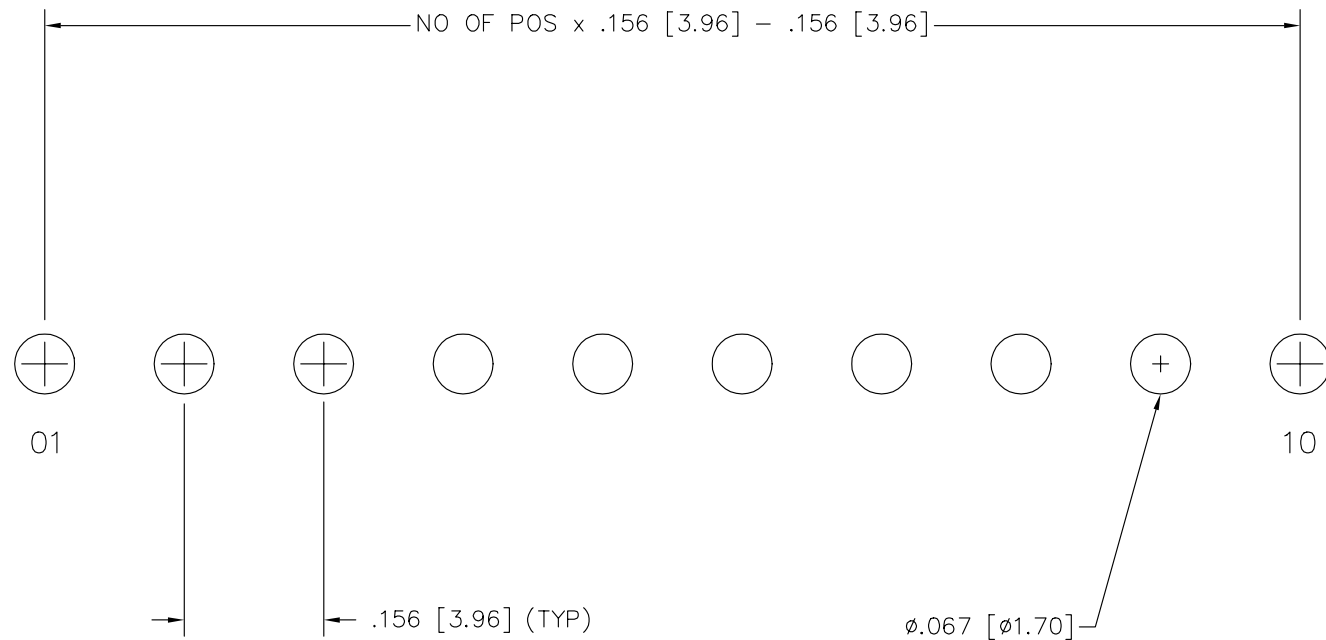 NO OF POS x .156 [3.96] – .156 [3.96]
01
10
.156 [3.96] (TYP)
ø.067 [ø1.70]